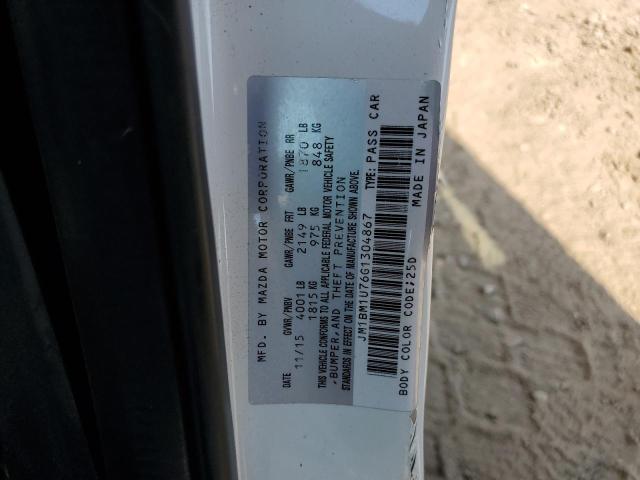 MFD. BY MAZDA MOTOR CORPORATION
DATE GVWR/PNBV GAWR/PNBE FRT GAWR/PNBE RR
11/15 4001 LB 2149 LB 1870 LB
1815 KG 975 KG 848 KG
THIS VEHICLE CONFORMS TO ALL APPLICABLE FEDERAL MOTOR VEHICLE SAFETY
,BUMPER,AND THEFT PREVENTION
STANDARDS IN EFFECT ON THE DATE OF MANUFACTURE SHOWN ABOVE.
JM1BM1U76G1304867 TYPE: PASS CAR
BODY COLOR CODE;25D MADE IN JAPAN